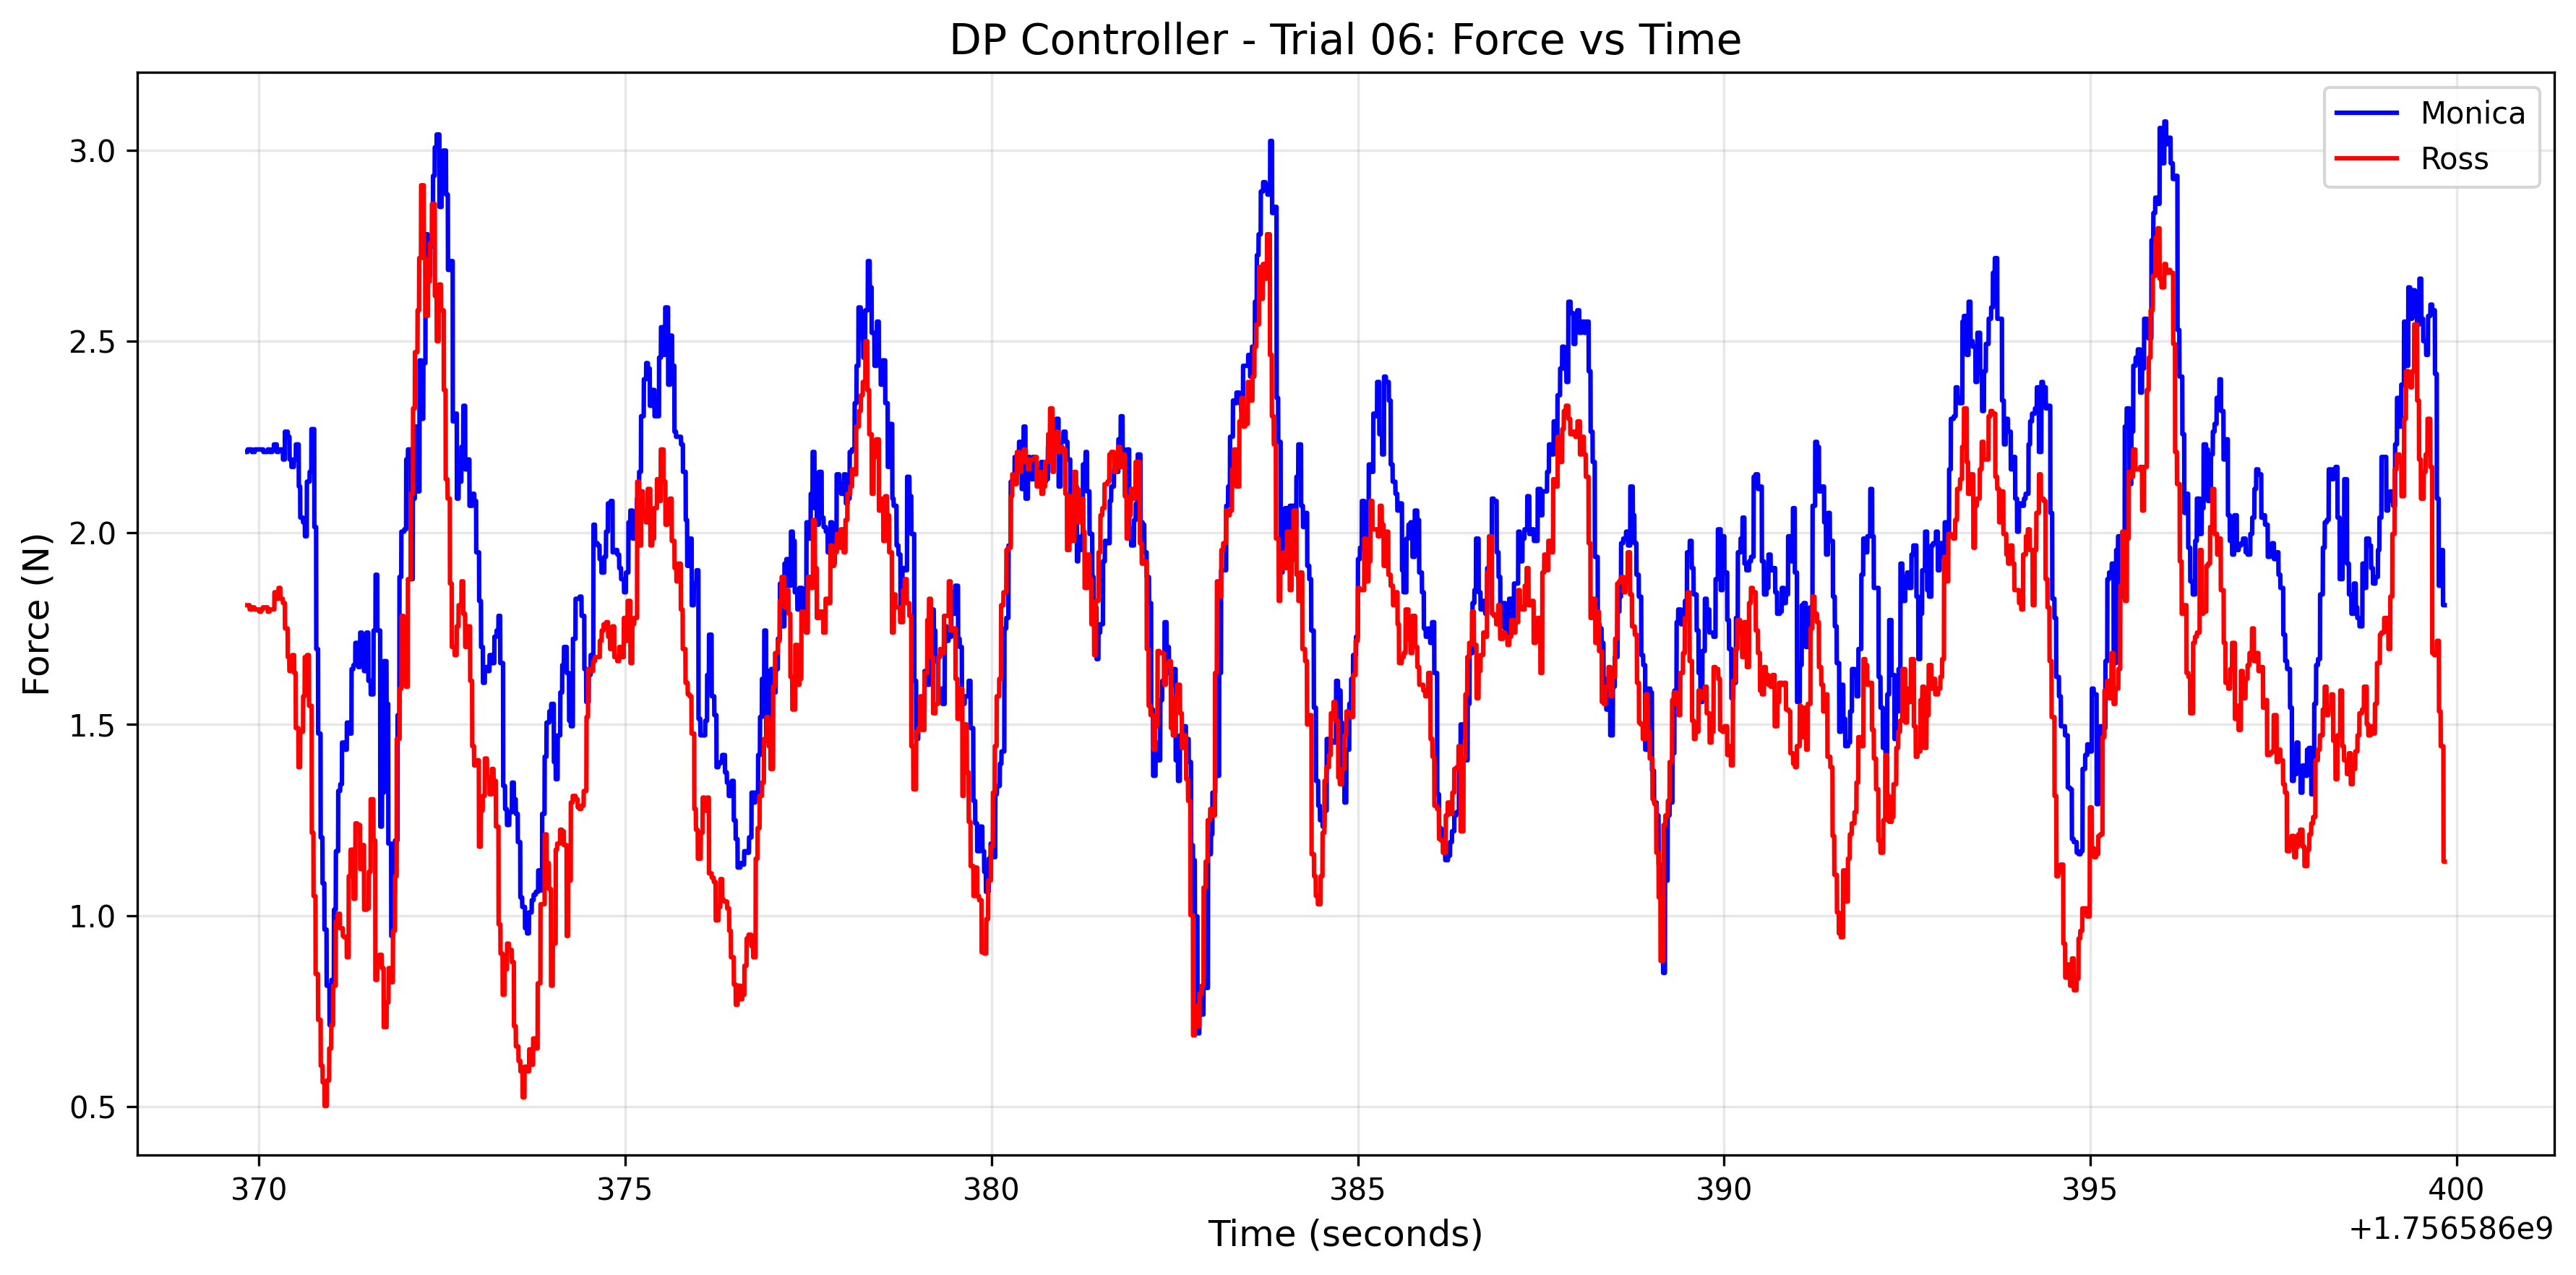 DP Controller - Trial 06: Force vs Time
Monica
Ross
Force (N)
3.0
2.5
2.0
1.5
1.0
0.5
370 375 380 385 390 395 400
Time (seconds)
+1.756586e9